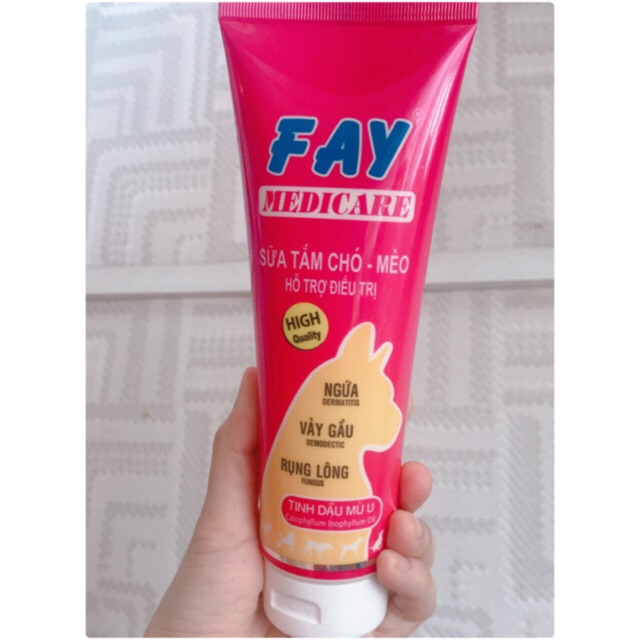 FAY®
MEDICARE
SỮA TẮM CHÓ - MÈO
HỖ TRỢ ĐIỀU TRỊ
HIGH
Quality
NGỨA
DERMATITIS
VẢY GẦU
DEMODECTIC
RỤNG LÔNG
FUNGUS
TINH DẦU MÙ U
Calophyllum Inophyllum Oil